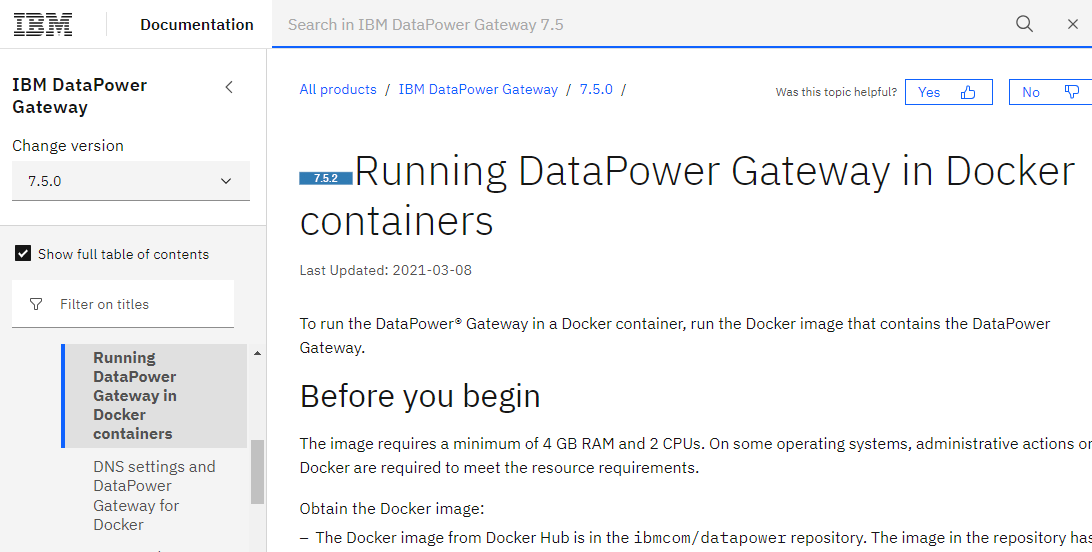 IBM
Documentation
Search in IBM DataPower Gateway 7.5
IBM DataPower
Gateway
Change version
7.5.0
Show full table of contents
Filter on titles
Running
DataPower
Gateway in
Docker
containers
DNS settings and
DataPower
Gateway for
Docker
All products / IBM DataPower Gateway / 7.5.0 /
Was this topic helpful? Yes No
7.5.2 Running DataPower Gateway in Docker
containers
Last Updated: 2021-03-08
To run the DataPower® Gateway in a Docker container, run the Docker image that contains the DataPower
Gateway.
Before you begin
The image requires a minimum of 4 GB RAM and 2 CPUs. On some operating systems, administrative actions or
Docker are required to meet the resource requirements.
Obtain the Docker image:
– The Docker image from Docker Hub is in the ibmcom/datapower repository. The image in the repository has